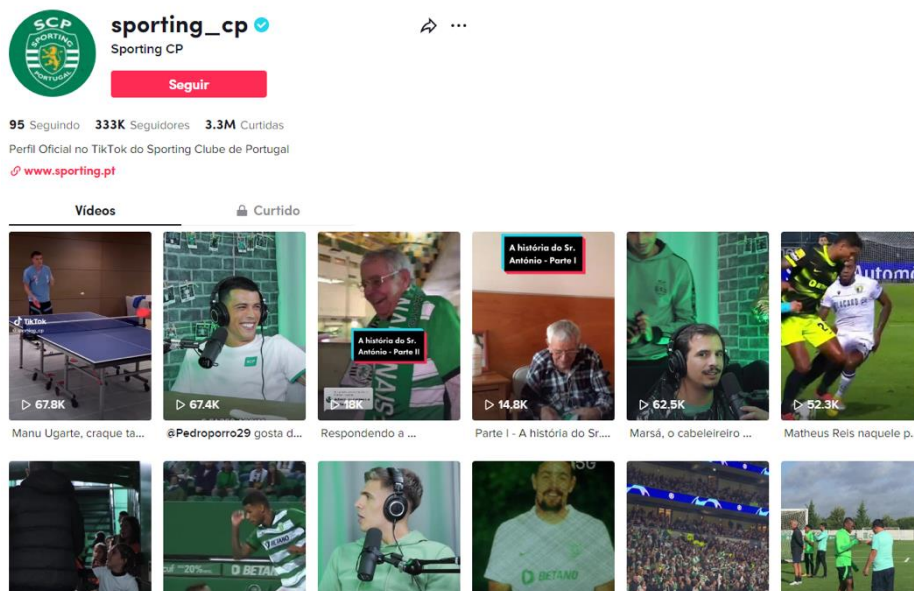 SCP
SPORTING
PORTUGAL
sporting_cp
Sporting CP
Seguir
95 Seguindo 333K Seguidores 3.3M Curtidas
Perfil Oficial no TikTok do Sporting Clube de Portugal
www.sporting.pt
Vídeos Curtido
TikTok
67.8K
67.4K
A história do Sr.
António - Parte II
18K
A história do Sr.
António - Parte I
14.8K
62.5K
Automo
52.3K
Manu Ugarte, craque ta... @Pedroporro29 gosta d... Respondendo a ... Parte I - A história do Sr.... Marsá, o cabeleireiro ... Matheus Reis naquele p.
20%
BETANO
BETANO